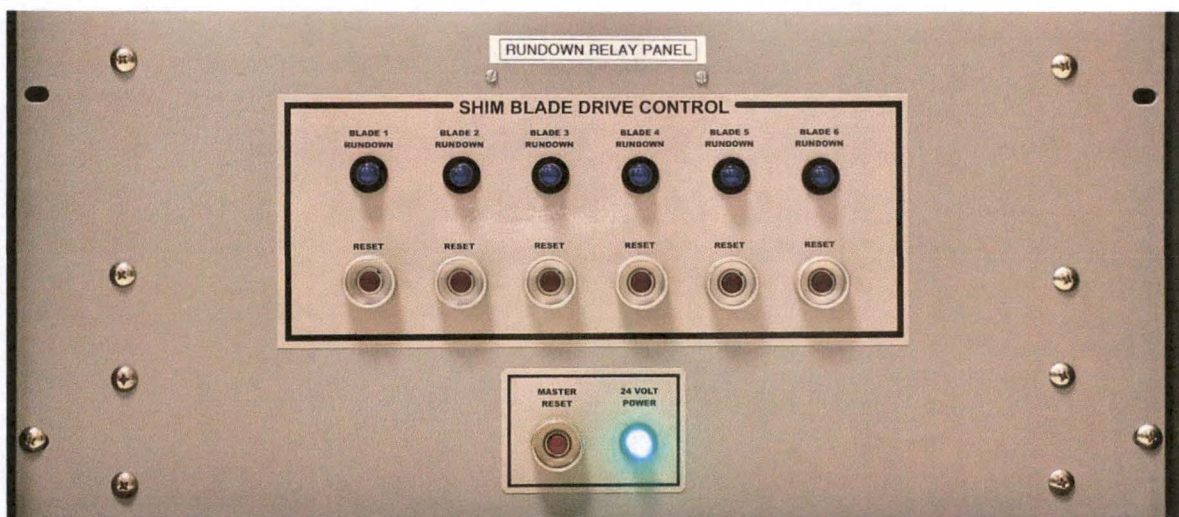 RUNDOWN RELAY PANEL
SHIM BLADE DRIVE CONTROL
BLADE 1 BLADE 2 BLADE 3 BLADE 4 BLADE 5 BLADE 6
RUNDOWN RUNDOWN RUNDOWN RUNDOWN RUNDOWN RUNDOWN
RESET RESET RESET RESET RESET RESET
MASTER 24 VOLT
RESET POWER